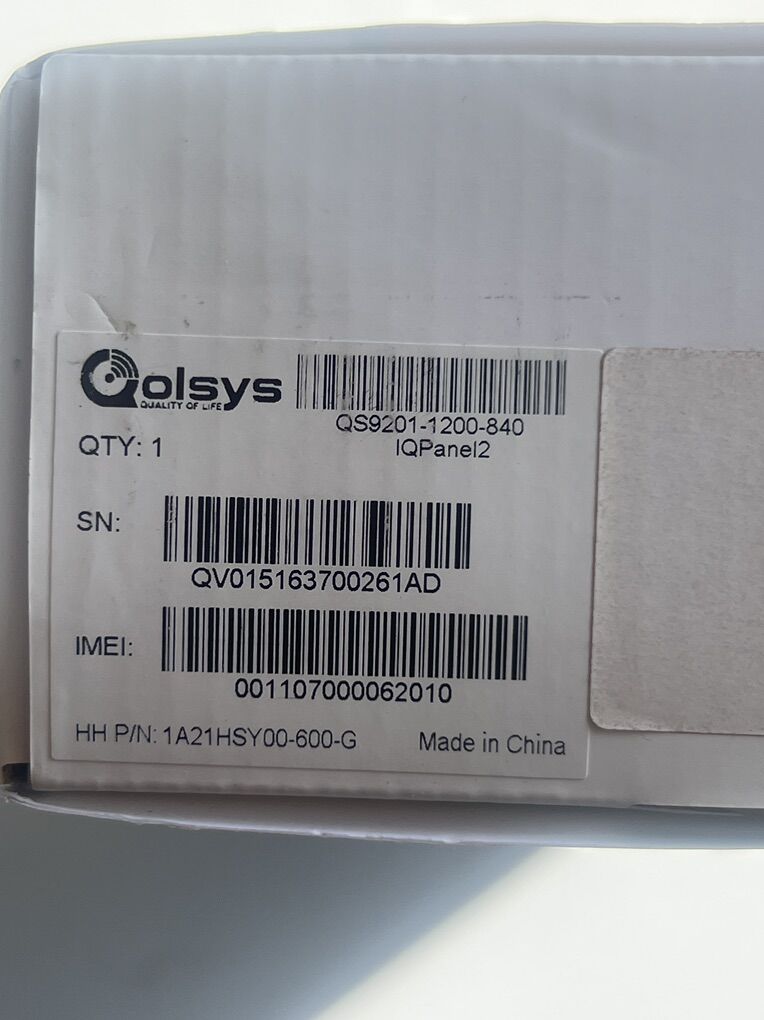 Qolsys
QUALITY OF LIFE
QS9201-1200-840
IQPanel2
QTY: 1
SN:
QV015163700261AD
IMEI:
001107000062010
HH P/N: 1A21HSY00-600-G Made in China